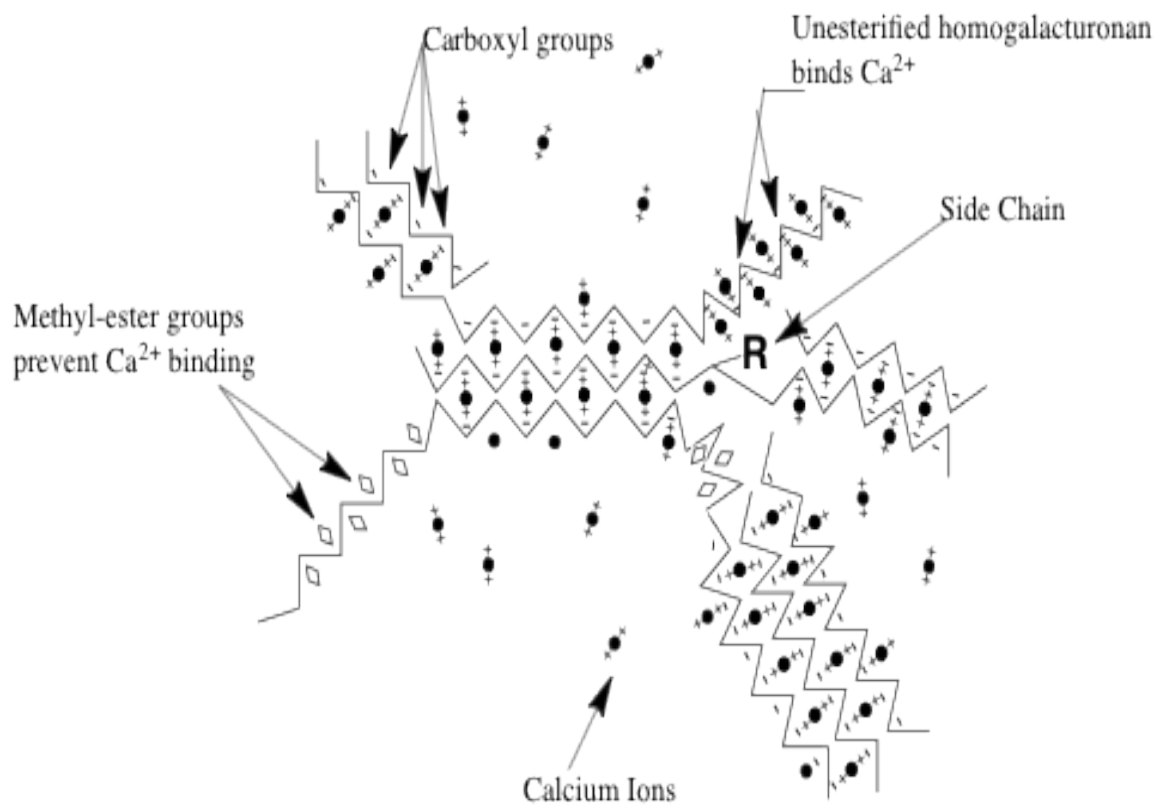 Carboxyl groups
Unesterified homogalacturonan
binds Ca²⁺
Side Chain
Methyl-ester groups
prevent Ca²⁺ binding
R
Calcium Ions